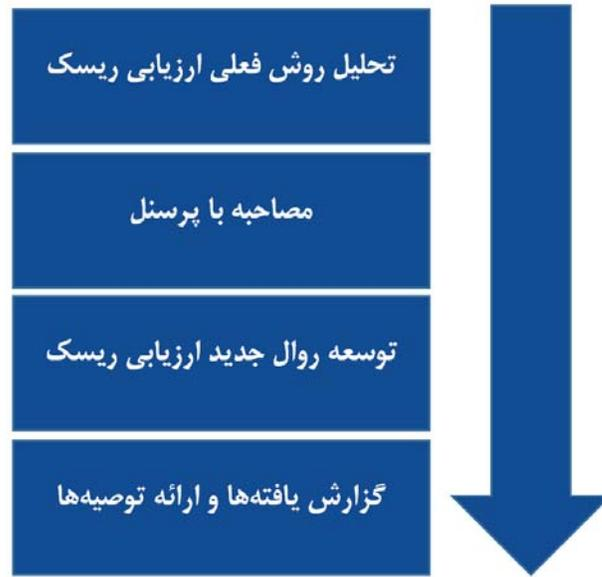 تحلیل روش فعلی ارزیابی ریسک
مصاحبه با پرسنل
توسعه روال جدید ارزیابی ریسک
گزارش یافته‌ها و ارائه توصیه‌ها